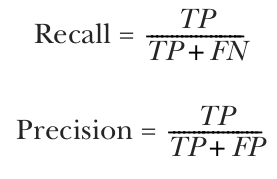 Recall = TP / TP + FN
Precision = TP / TP + FP